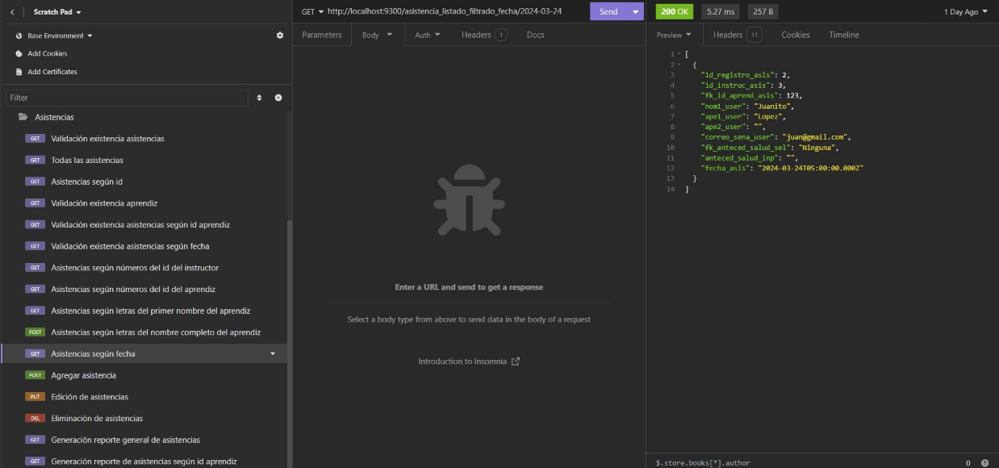 Scratch Pad
Base Environment
Add Cookies
Add Certificates
Filter
Asistencias
GET Validación existencia asistencias
GET Todas las asistencias
GET Asistencias según id
GET Validación existencia aprendiz
GET Validación existencia asistencias según id aprendiz
GET Validación existencia asistencias según fecha
GET Asistencias según números del id del instructor
GET Asistencias según números del id del aprendiz
GET Asistencias según letras del primer nombre del aprendiz
POST Asistencias según letras del nombre completo del aprendiz
GET Asistencias según fecha
POST Agregar asistencia
PUT Edición de asistencias
DEL Eliminación de asistencias
GET Generación reporte general de asistencias
GET Generación reporte de asistencias según id aprendiz
GET http://localhost:9300/asistencia_listado_filtrado_fecha/2024-03-24 Send
Parameters Body Auth Headers 1 Docs
Enter a URL and send to get a response
Select a body type from above to send data in the body of a request
Introduction to Insomnia
200 OK 5.27 ms 257 B 1 Day Ago
Preview Headers 11 Cookies Timeline
1 [
2 {
3 "id_registro_asis": 2,
4 "id_instruc_asis": 3,
5 "fk_id_aprend_asis": 123,
6 "nom1_user": "Juanito",
7 "ape1_user": "Lopez",
8 "ape2_user": "",
9 "correo_sena_user": "juan@gmail.com",
10 "fk_anteced_salud_sel": "Ninguna",
11 "anteced_salud_inp": "",
12 "fecha_asis": "2024-03-24T05:00:00.000Z"
13 }
14 ]
$.store.books[*].author 0 ?